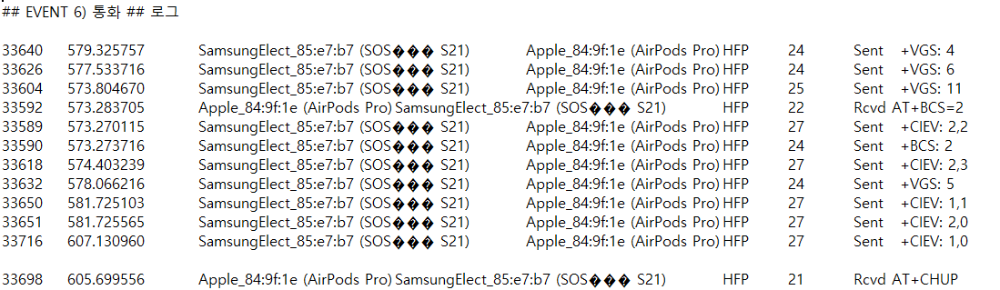 ## EVENT 6) 통화 ## 로그
33640 579.325757 SamsungElect_85:e7:b7 (SOS��� S21) Apple_84:9f:1e (AirPods Pro) HFP 24 Sent +VGS: 4
33626 577.533716 SamsungElect_85:e7:b7 (SOS��� S21) Apple_84:9f:1e (AirPods Pro) HFP 24 Sent +VGS: 6
33604 573.804670 SamsungElect_85:e7:b7 (SOS��� S21) Apple_84:9f:1e (AirPods Pro) HFP 25 Sent +VGS: 11
33592 573.283705 Apple_84:9f:1e (AirPods Pro) SamsungElect_85:e7:b7 (SOS��� S21) HFP 22 Rcvd AT+BCS=2
33589 573.270115 SamsungElect_85:e7:b7 (SOS��� S21) Apple_84:9f:1e (AirPods Pro) HFP 27 Sent +CIEV: 2,2
33590 573.273716 SamsungElect_85:e7:b7 (SOS��� S21) Apple_84:9f:1e (AirPods Pro) HFP 24 Sent +BCS: 2
33618 574.403239 SamsungElect_85:e7:b7 (SOS��� S21) Apple_84:9f:1e (AirPods Pro) HFP 27 Sent +CIEV: 2,3
33632 578.066216 SamsungElect_85:e7:b7 (SOS��� S21) Apple_84:9f:1e (AirPods Pro) HFP 24 Sent +VGS: 5
33650 581.725103 SamsungElect_85:e7:b7 (SOS��� S21) Apple_84:9f:1e (AirPods Pro) HFP 27 Sent +CIEV: 1,1
33651 581.725565 SamsungElect_85:e7:b7 (SOS��� S21) Apple_84:9f:1e (AirPods Pro) HFP 27 Sent +CIEV: 2,0
33716 607.130960 SamsungElect_85:e7:b7 (SOS��� S21) Apple_84:9f:1e (AirPods Pro) HFP 27 Sent +CIEV: 1,0
33698 605.699556 Apple_84:9f:1e (AirPods Pro) SamsungElect_85:e7:b7 (SOS��� S21) HFP 21 Rcvd AT+CHUP